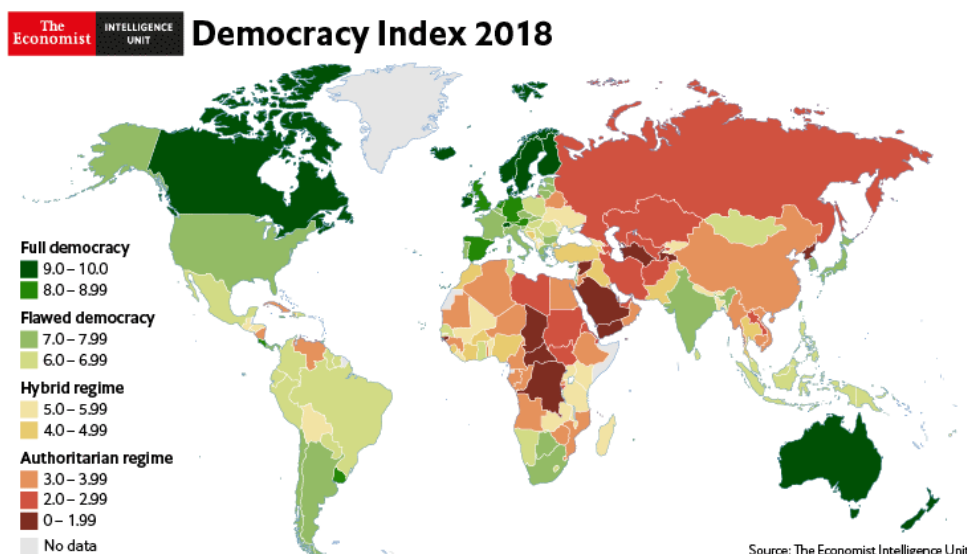 The
Economist
INTELLIGENCE
UNIT
Democracy Index 2018
Full democracy
9.0 – 10.0
8.0 – 8.99
Flawed democracy
7.0 – 7.99
6.0 – 6.99
Hybrid regime
5.0 – 5.99
4.0 – 4.99
Authoritarian regime
3.0 – 3.99
2.0 – 2.99
0 – 1.99
No data
Source: The Economist Intelligence Unit